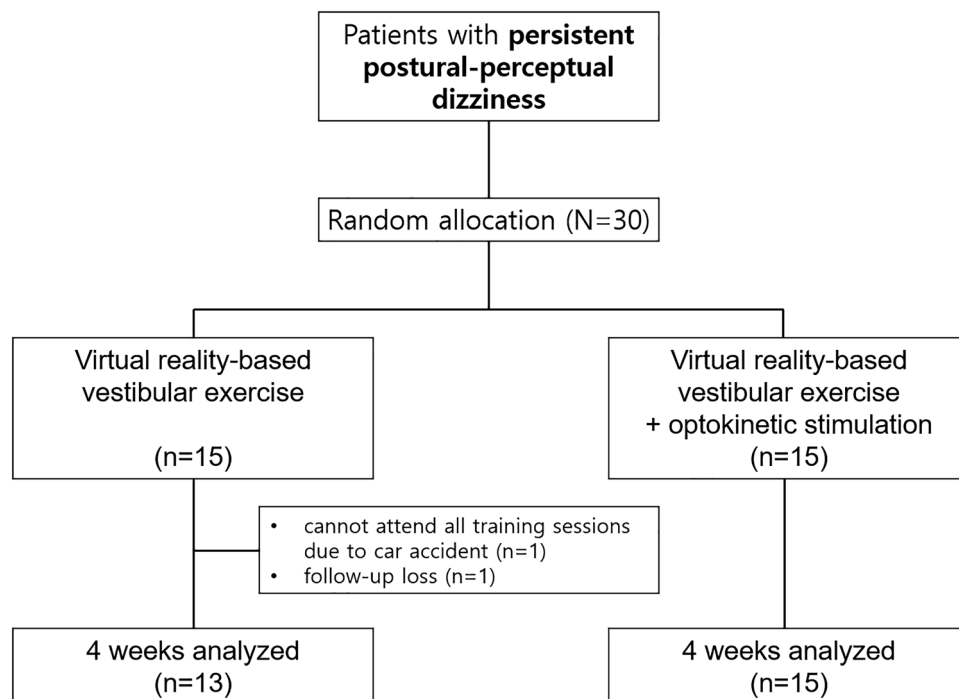 Patients with persistent
postural-perceptual
dizziness
Random allocation (N=30)
Virtual reality-based
vestibular exercise
(n=15)
Virtual reality-based
vestibular exercise
+ optokinetic stimulation
(n=15)
• cannot attend all training sessions
due to car accident (n=1)
• follow-up loss (n=1)
4 weeks analyzed
(n=13)
4 weeks analyzed
(n=15)